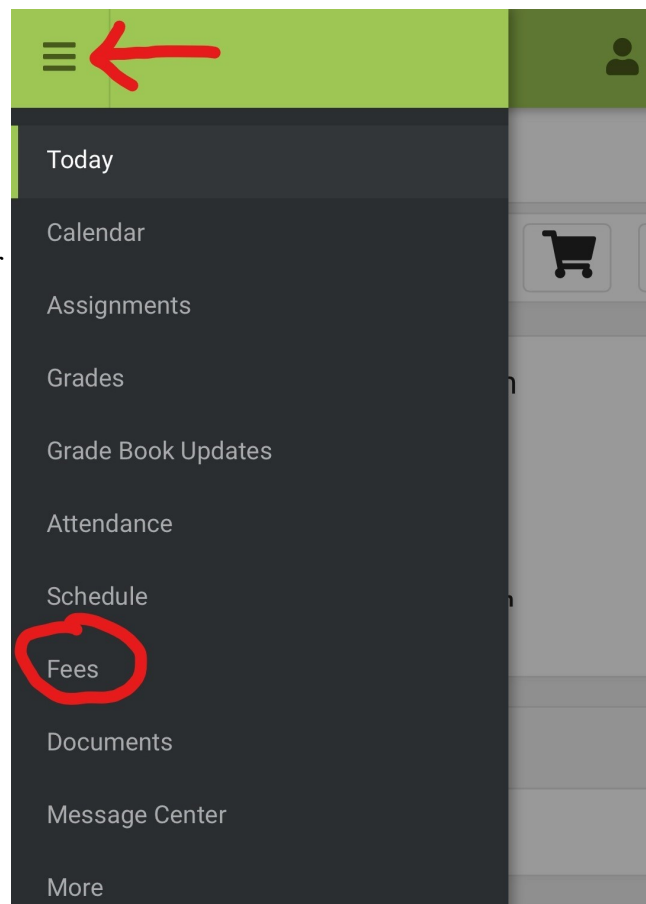 Today
Calendar
Assignments
Grades
Grade Book Updates
Attendance
Schedule
Fees
Documents
Message Center
More